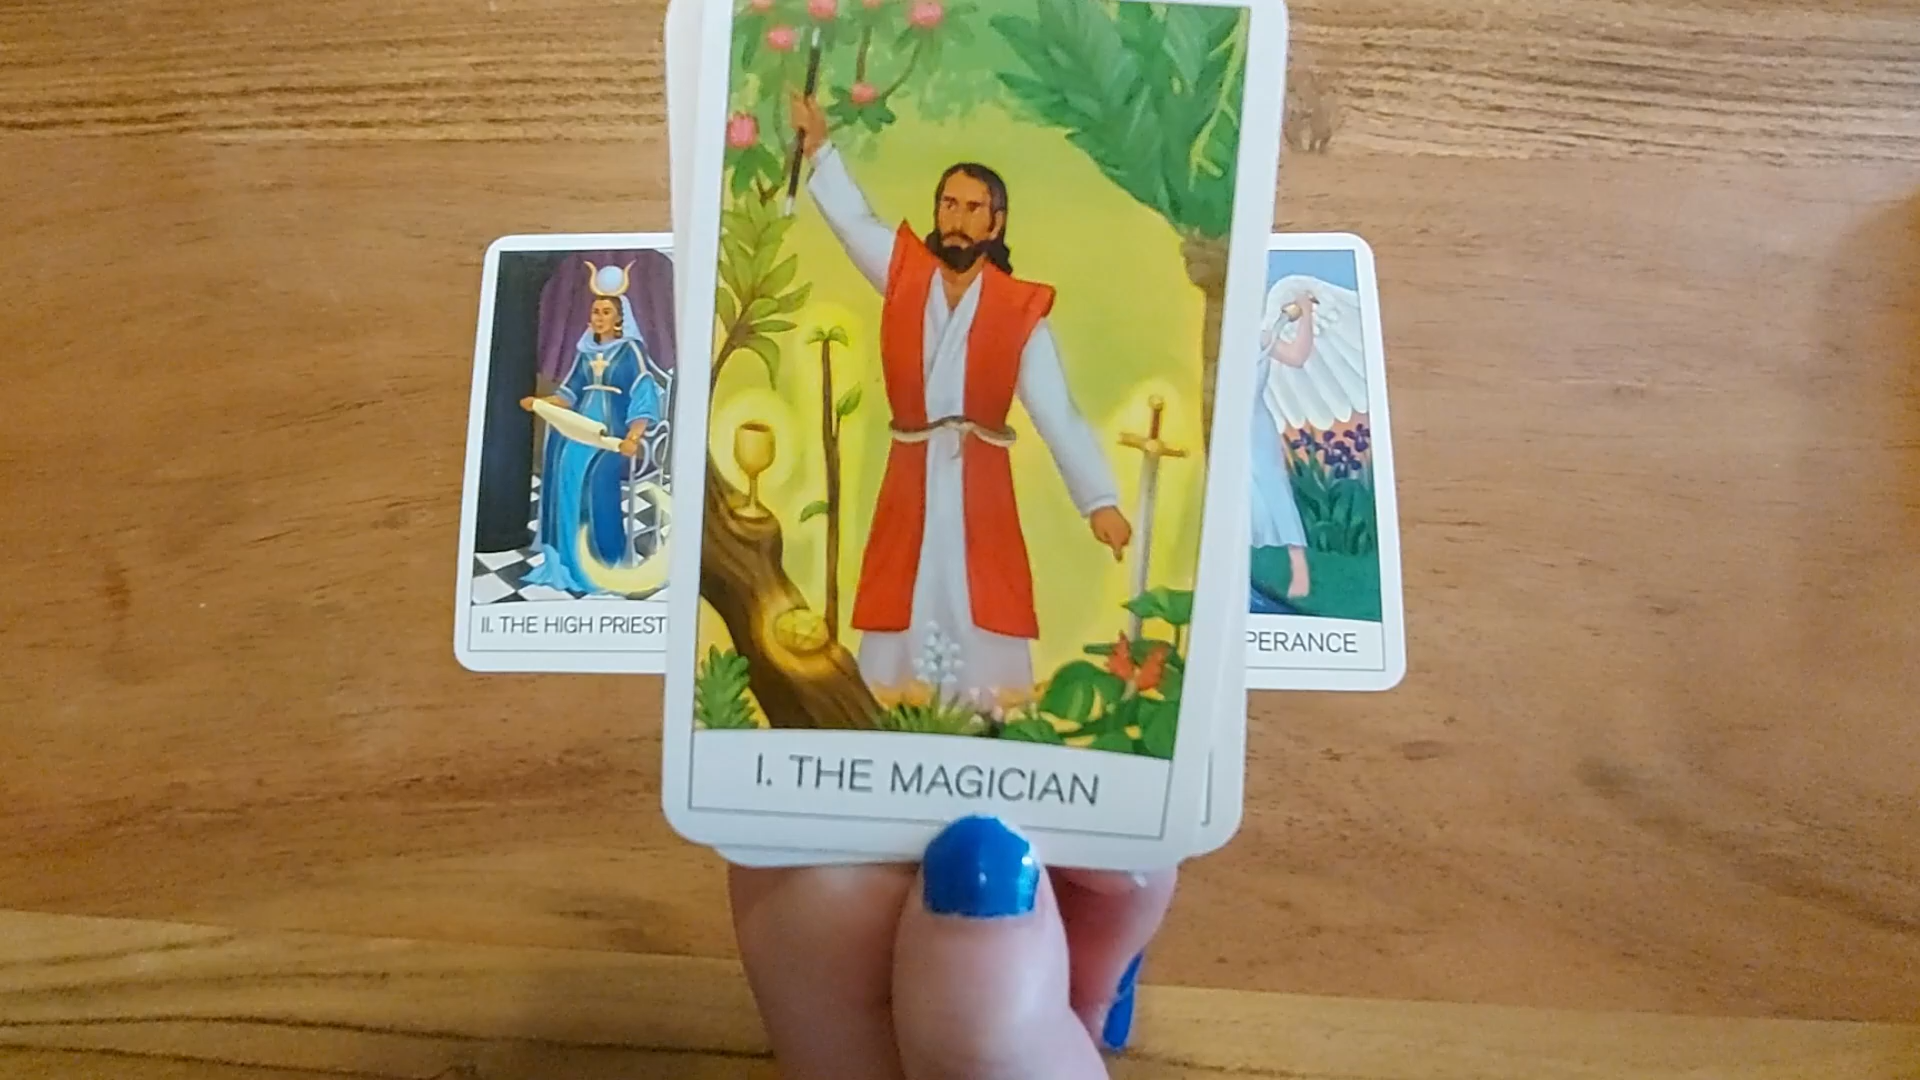 II. THE HIGH PRIEST
I. THE MAGICIAN
PERANCE